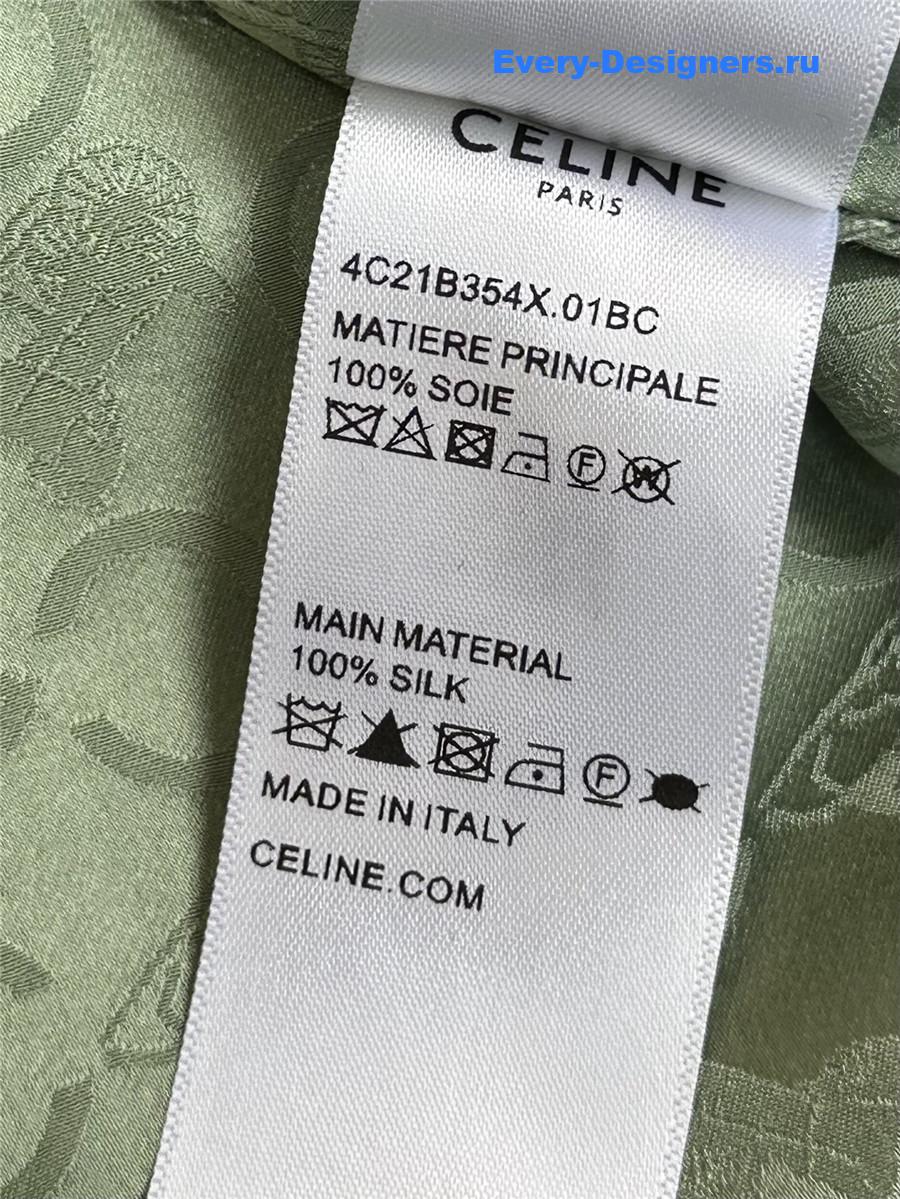 Every-Designers.ru
CELINE
PARIS
4C21B354X.01BC
MATIERE PRINCIPALE
100% SOIE
F
W
MAIN MATERIAL
100% SILK
F
MADE IN ITALY
CELINE.COM